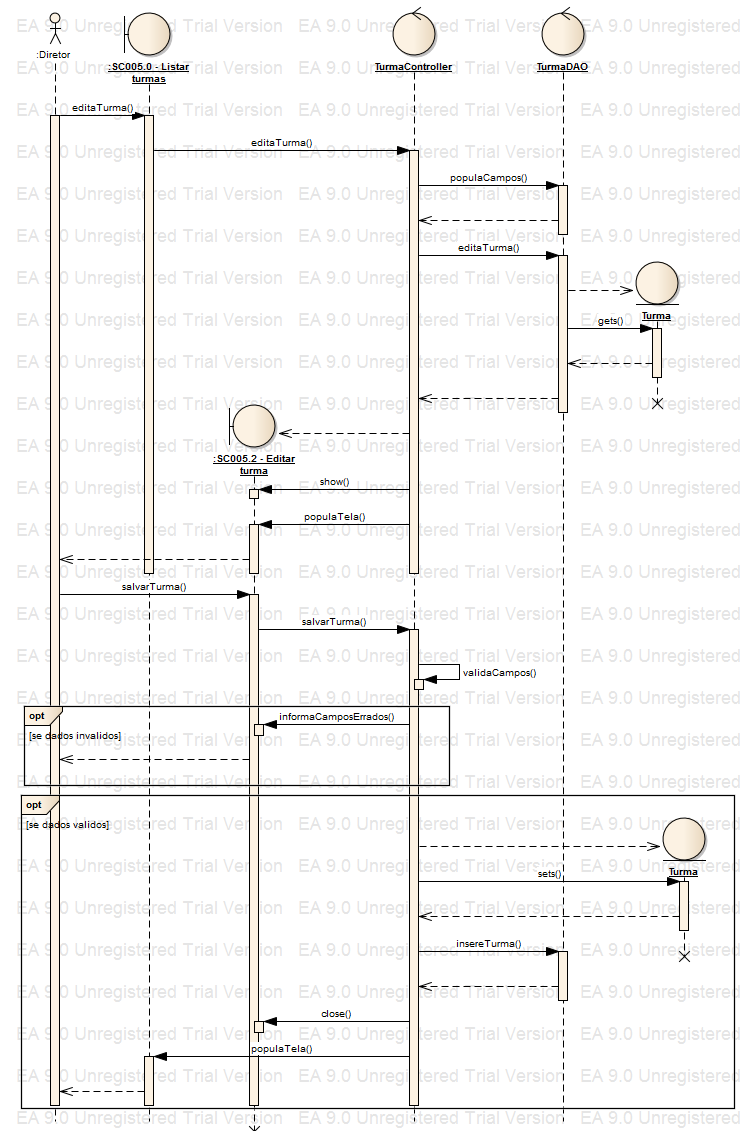 :Diretor
:SC005.0 - Listar
turmas
TurmaController
TurmaDAO
editaTurma()
editaTurma()
populaCampos()
editaTurma()
Turma
gets()
:SC005.2 - Editar
turma
show()
populaTela()
salvarTurma()
salvarTurma()
validaCampos()
opt
informaCamposErrados()
[se dados invalidos]
opt
[se dados validos]
Turma
sets()
insereTurma()
close()
populaTela()
EA 9.0 Unregistered Trial Version